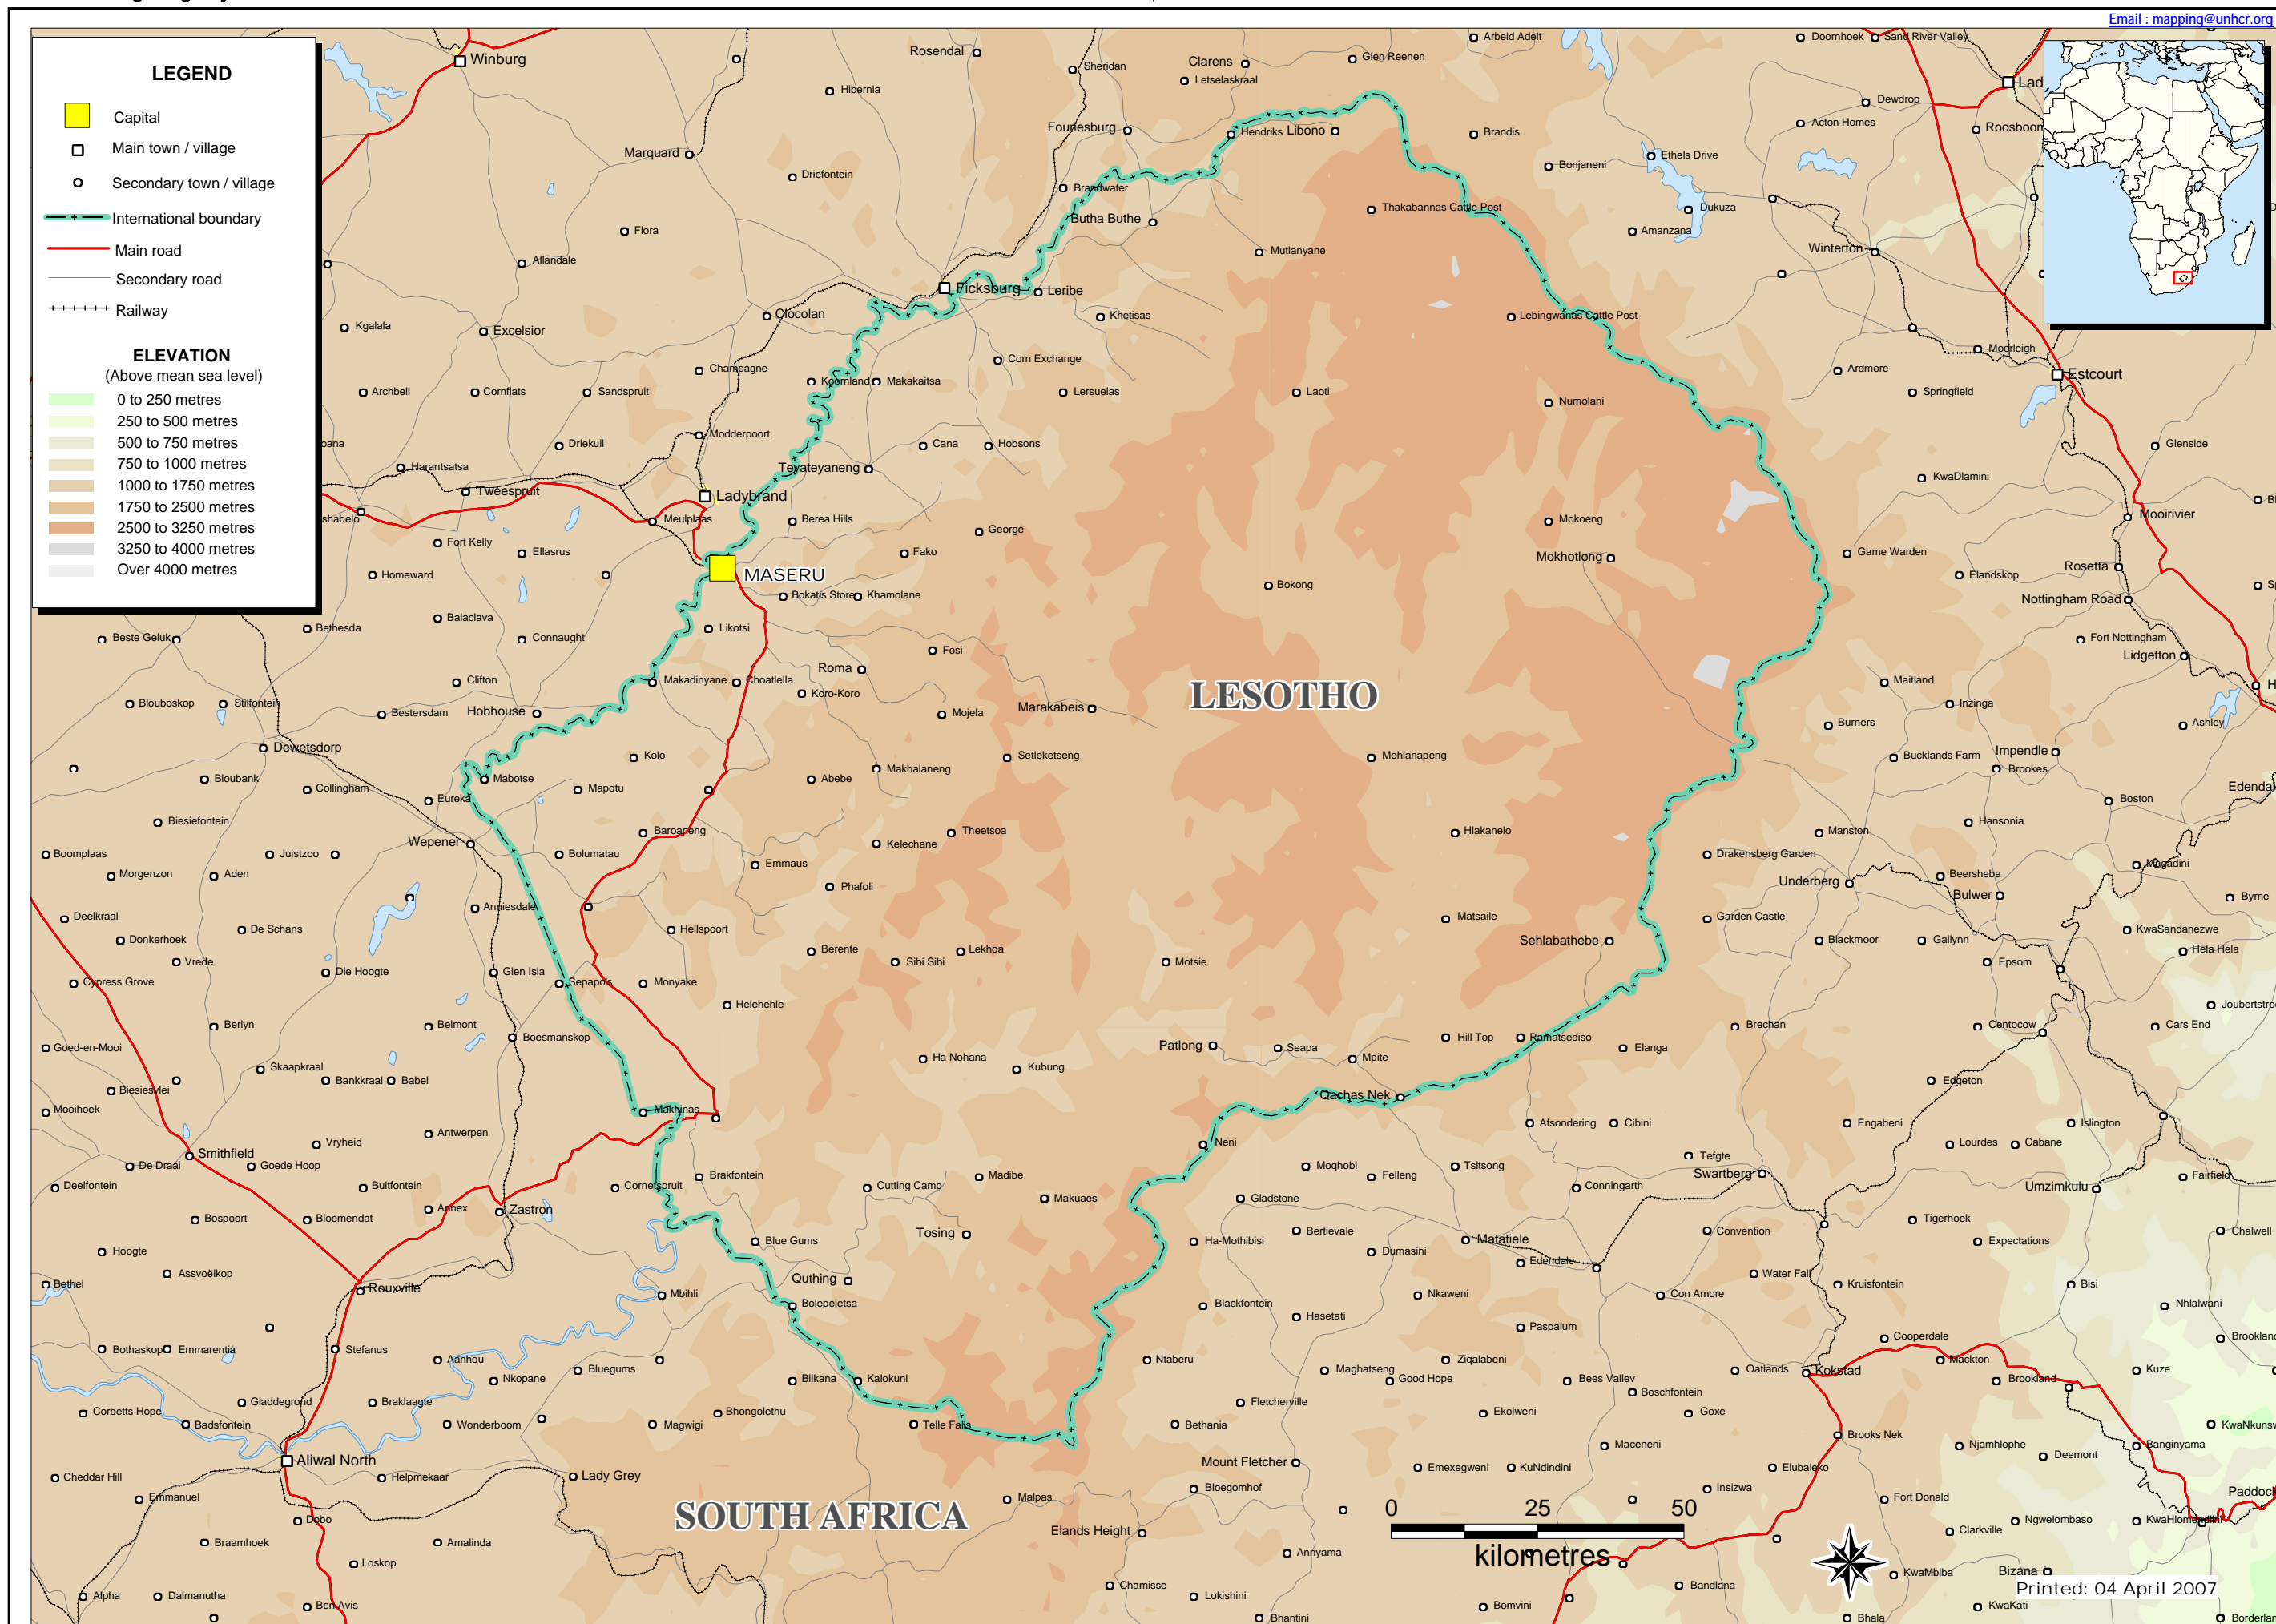 Email : mapping@unhcr.org
LEGEND
Capital
Main town / village
Secondary town / village
International boundary
Main road
Secondary road
Railway
ELEVATION
(Above mean sea level)
0 to 250 metres
250 to 500 metres
500 to 750 metres
750 to 1000 metres
1000 to 1750 metres
1750 to 2500 metres
2500 to 3250 metres
3250 to 4000 metres
Over 4000 metres
Winburg
Rosendal
Sheridan
Clarens
Letselaskraal
Glen Reenen
Arbeid Adelt
Doornhoek
Sand River Valley
Hibernia
Dewdrop
Lad
Acton Homes
Roosboom
Fouriesburg
Hendriks
Libono
Brandis
Marquard
Driefontein
Bonjaneni
Ethels Drive
Brandwater
Butha Buthe
Thakabannas Cattle Post
Dukuza
Flora
Amanzana
Mutlanyane
Winterton
Allandale
Ficksburg
Leribe
Clocolan
Khetisas
Lebingwanas Cattle Post
Kgalala
Excelsior
Moorleigh
Corn Exchange
Champagne
Ardmore
Estcourt
Archbell
Cornflats
Sandspruit
Koornland
Makakaitsa
Lersuelas
Laoti
Numolani
Springfield
Modderpoort
Driekuil
Cana
Hobsons
Glenside
Harantsatsa
Teyateyaneng
KwaDlamini
Tweespruit
Ladybrand
Mooirivier
shabelo
Meulplaas
Berea Hills
George
Mokoeng
Fort Kelly
Ellasrus
Fako
Mokhotlong
Game Warden
Homeward
MASERU
Bokong
Elandskop
Rosetta
Bokatis Store
Khamolane
Nottingham Road
Balaclava
Bethesda
Likotsi
Beste Geluk
Connaught
Fosi
Fort Nottingham
Lidgetton
Roma
Clifton
Makadinyane
Choatlella
Koro-Koro
LESOTHO
Maitland
Blouboskop
Stilfontein
Bestersdam
Hobhouse
Mojela
Marakabeis
Inzinga
Burners
Ashley
Dewetsdorp
Kolo
Setleketseng
Mohlanapeng
Bucklands Farm
Impendle
Brookes
Bloubank
Mabotse
Makhalaneng
Abebe
Collingham
Mapotu
Eureka
Boston
Biesiefontein
Baroaneng
Theetsoa
Hlakanelo
Manston
Hansonia
Wepener
Kelechane
Boomplaas
Juistzoo
Bolumatau
Emmaus
Drakensberg Garden
Magadini
Morgenzon
Aden
Phafoli
Underberg
Beersheba
Bulwer
Byrne
Anniesdale
Deelkraal
De Schans
Hellspoort
Matsaile
Garden Castle
Donkerhoek
Sehlabathebe
Blackmoor
Gailynn
KwaSandanezwe
Hela Hela
Vrede
Berente
Sibi Sibi
Lekhoa
Motsie
Epsom
Die Hoogte
Glen Isla
Cypress Grove
Sepapo's
Monyake
Helehehle
Berlyn
Belmont
Boesmanskop
Hill Top
Ramatsediso
Brechan
Centocow
Cars End
Goed-en-Mooi
Patlong
Seapa
Mpite
Elanga
Skaapkraal
Ha Nohana
Kubung
Bankkraal
Babel
Biesiesvlei
Edgeton
Qachas Nek
Mooihoek
Makhinas
Antwerpen
Vryheid
Neni
Afsondering
Cibini
Engabeni
Islington
Lourdes
Cabane
Smithfield
De Draai
Goede Hoop
Moqhobi
Tsitsong
Tefgte
Swartberg
Felleng
Deelfontein
Bultfontein
Cornetspruit
Brakfontein
Cutting Camp
Madibe
Makuaes
Gladstone
Conningarth
Umzimkulu
Fairfield
Annex
Zastron
Bospoort
Bloemendat
Tigerhoek
Hoogte
Blue Gums
Tosing
Ha-Mothibisi
Bertievale
Matatiele
Convention
Expectations
Chalwell
Dumasini
Edendale
Assvoëlkop
Bethel
Rouxville
Mbihli
Quthing
Bolepeletsa
Blackfontein
Nkaweni
Con Amore
Water Fall
Kruisfontein
Bisi
Nhlalwani
Hasetati
Paspalum
Cooperdale
Bothaskop
Emmarentia
Stefanus
Aanhou
Nkopane
Bluegums
Blikana
Kalokuni
Ntaberu
Maghatseng
Ziqalabeni
Good Hope
Bees Valley
Oatlands
Kokstad
Mackton
Brookland
Kuze
Gladdegrond
Braklaagte
Boschfontein
Corbetts Hope
Badsfontein
Wonderboom
Magwigi
Bhongolethu
Telle Falls
Bethania
Fletcherville
Ekolweni
Goxe
Maceneni
Brooks Nek
Njamhlophe
Deemont
Banginyama
Aliwal North
Cheddar Hill
Helpmekaar
Lady Grey
Mount Fletcher
Emexegweni
KuNdindini
Elubaleko
Emmanuel
SOUTH AFRICA
Malpas
Bloegomhof
Insizwa
Fort Donald
Dobo
Elands Height
0 25 50
kilometres
Clarkville
Ngwelombaso
KwaHlomendlini
Braamhoek
Amalinda
Loskop
Annyama
Alpha
Dalmanutha
Ben Avis
Chamisse
Lokishini
Bhantini
Bomvini
Bandlana
KwaMbiba
Bizana
KwaKati
Bhala
Printed: 04 April 2007